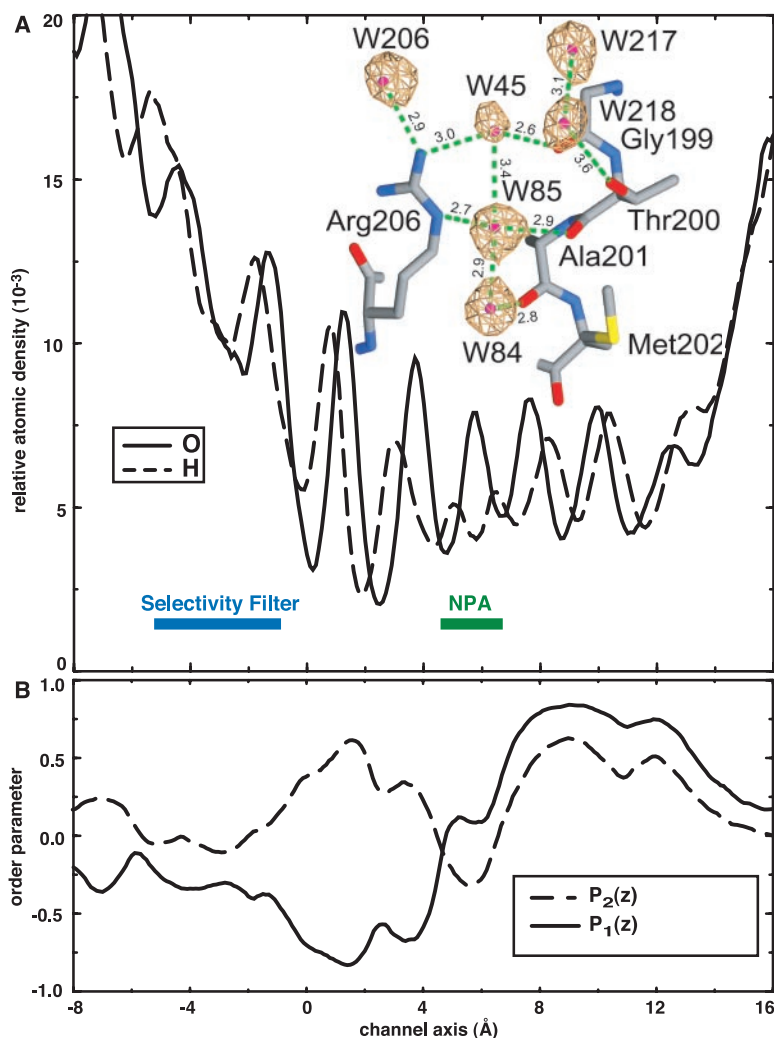 A
20
15
10
5
0
relative atomic density (10⁻³)
W206
W217
W45
W218
Gly199
W85
Thr200
Arg206
Ala201
W84
Met202
2.9
3.0
2.6
3.1
3.6
3.4
2.7
2.9
2.9
2.8
O
H
Selectivity Filter
NPA
B
1.0
0.5
0.0
-0.5
-1.0
order parameter
P₂(z)
P₁(z)
-8
-4
0
4
8
12
16
channel axis (Å)